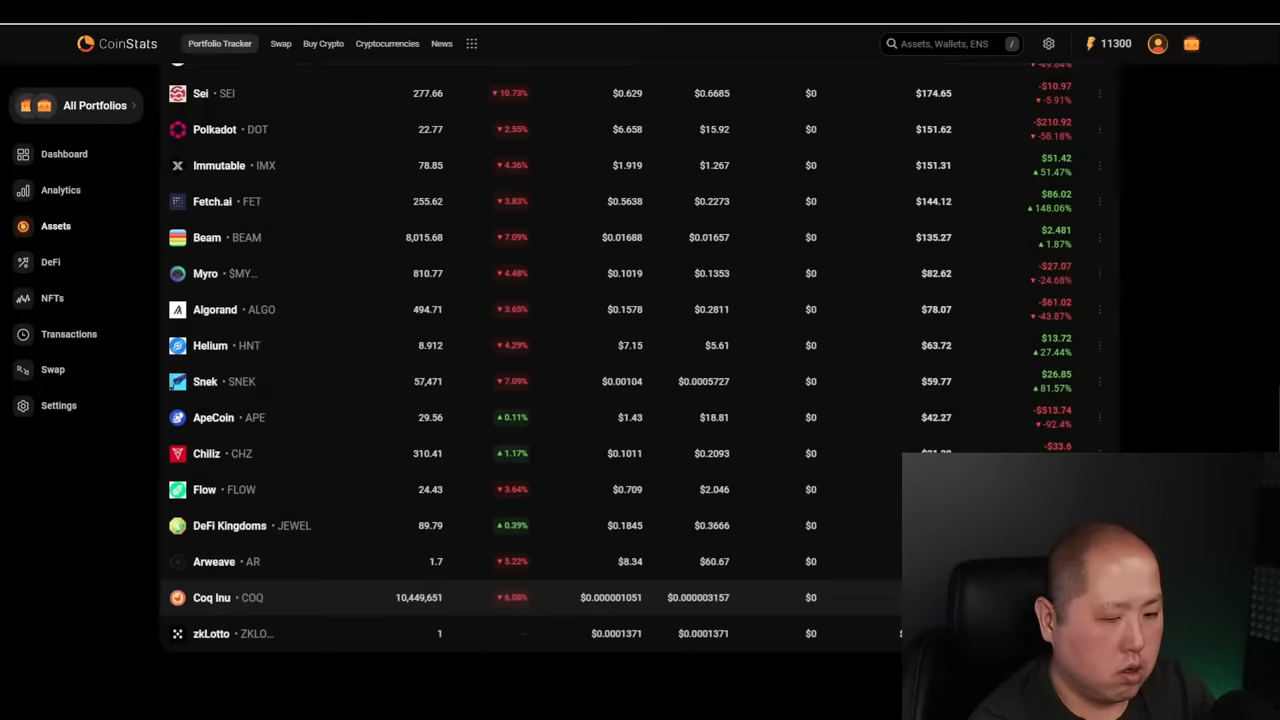 CoinStats Portfolio Tracker Swap Buy Crypto Cryptocurrencies News Assets, Wallets, ENS / 11300
All Portfolios
Dashboard
Analytics
Assets
DeFi
NFTs
Transactions
Swap
Settings
-49.84%
Sei • SEI 277.66 ▼ 10.73% $0.629 $0.6685 $0 $174.65 -$10.97
▼ -5.91%
Polkadot • DOT 22.77 ▼ 2.55% $6.658 $15.92 $0 $151.62 -$210.92
▼ -58.18%
Immutable • IMX 78.85 ▼ 4.36% $1.919 $1.267 $0 $151.31 $51.42
▲ 51.47%
Fetch.ai • FET 255.62 ▼ 3.83% $0.5638 $0.2273 $0 $144.12 $86.02
▲ 148.06%
Beam • BEAM 8,015.68 ▼ 7.09% $0.01688 $0.01657 $0 $135.27 $2.481
▲ 1.87%
Myro • $MY... 810.77 ▼ 4.48% $0.1019 $0.1353 $0 $82.62 -$27.07
▼ -24.68%
Algorand • ALGO 494.71 ▼ 3.65% $0.1578 $0.2811 $0 $78.07 -$61.02
▼ -43.87%
Helium • HNT 8.912 ▼ 4.29% $7.15 $5.61 $0 $63.72 $13.72
▲ 27.44%
Snek • SNEK 57,471 ▼ 7.09% $0.00104 $0.0005727 $0 $59.77 $26.85
▲ 81.57%
ApeCoin • APE 29.56 ▲ 0.11% $1.43 $18.81 $0 $42.27 -$513.74
▼ -92.4%
Chiliz • CHZ 310.41 ▲ 1.17% $0.1011 $0.2093 $0 -$33.6
Flow • FLOW 24.43 ▼ 3.64% $0.709 $2.046 $0
DeFi Kingdoms • JEWEL 89.79 ▲ 0.39% $0.1845 $0.3666 $0
Arweave • AR 1.7 ▼ 5.22% $8.34 $60.67 $0
Coq Inu • COQ 10,449,651 ▼ 6.08% $0.000001051 $0.000003157 $0
zkLotto • ZKLO... 1 $0.0001371 $0.0001371 $0